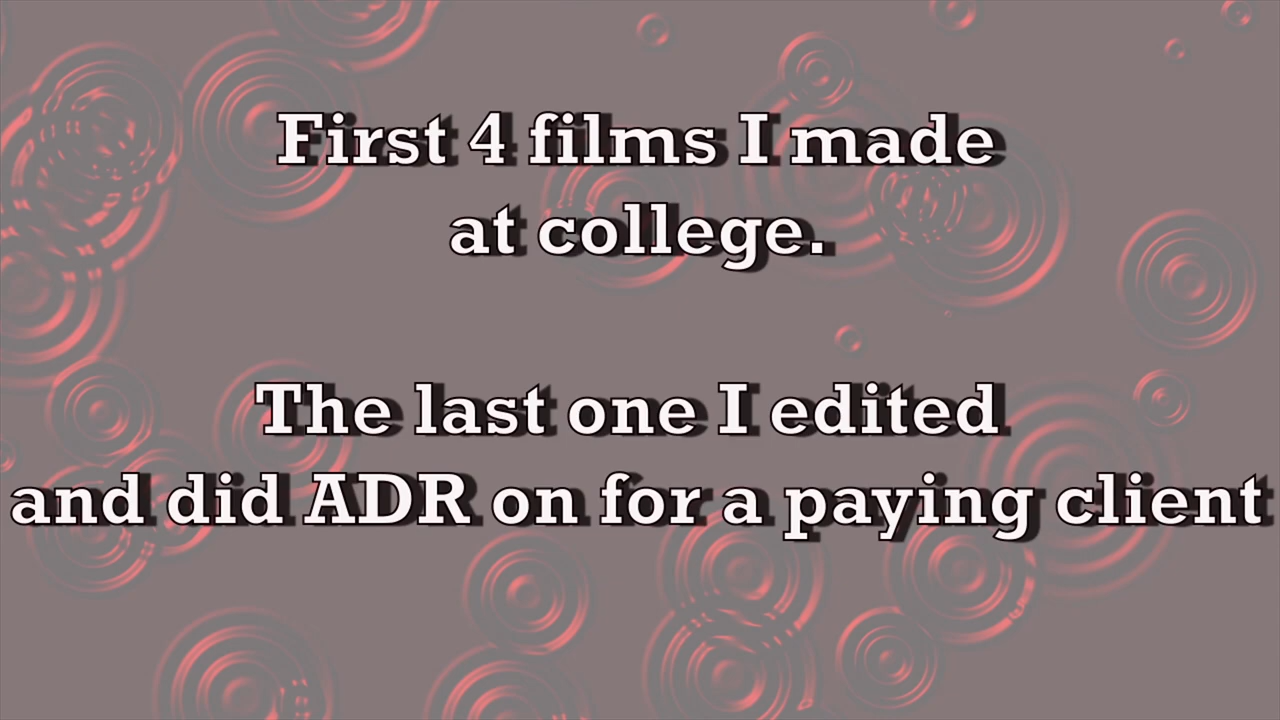 First 4 films I made
at college.
The last one I edited
and did ADR on for a paying client